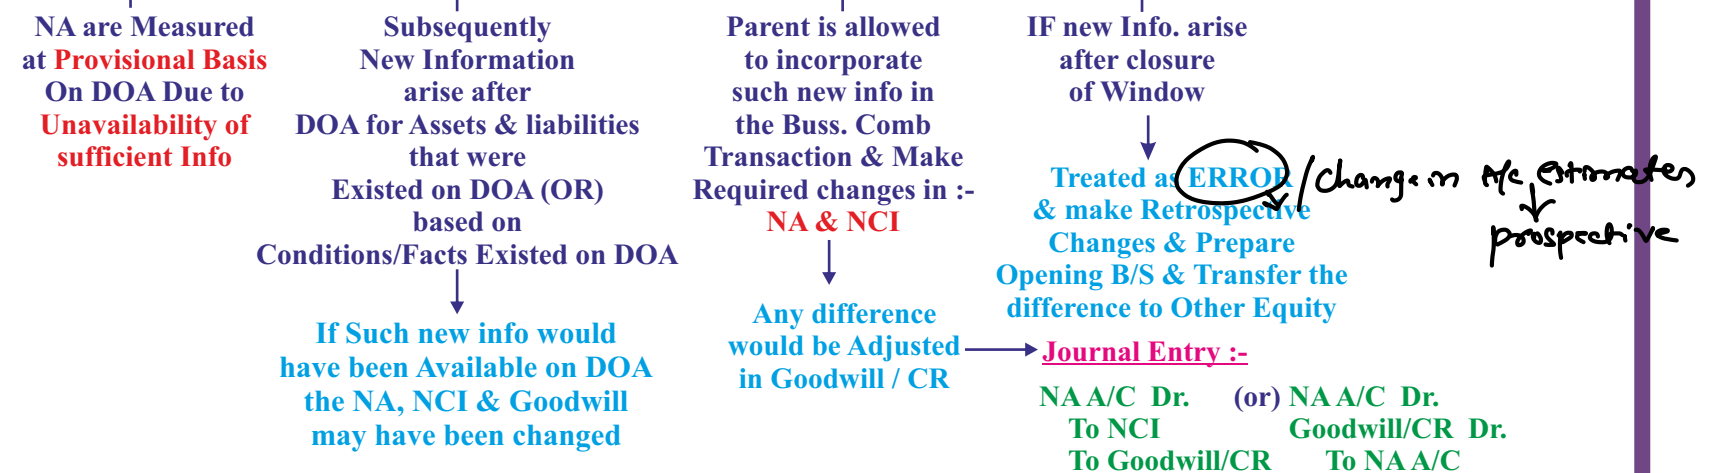 NA are Measured
at Provisional Basis
On DOA Due to
Unavailability of
sufficient Info
Subsequently
New Information
arise after
DOA for Assets & liabilities
that were
Existed on DOA (OR)
based on
Conditions/Facts Existed on DOA
If Such new info would
have been Available on DOA
the NA, NCI & Goodwill
may have been changed
Parent is allowed
to incorporate
such new info in
the Buss. Comb
Transaction & Make
Required changes in :-
NA & NCI
Any difference
would be Adjusted
in Goodwill / CR
IF new Info. arise
after closure
of Window
Treated as ERROR / Change in A/c estimates
& make Retrospective
Changes & Prepare
Opening B/S & Transfer the
difference to Other Equity
prospective
Journal Entry :-
NA A/C Dr. (or) NA A/C Dr.
To NCI Goodwill/CR Dr.
To Goodwill/CR To NA A/C